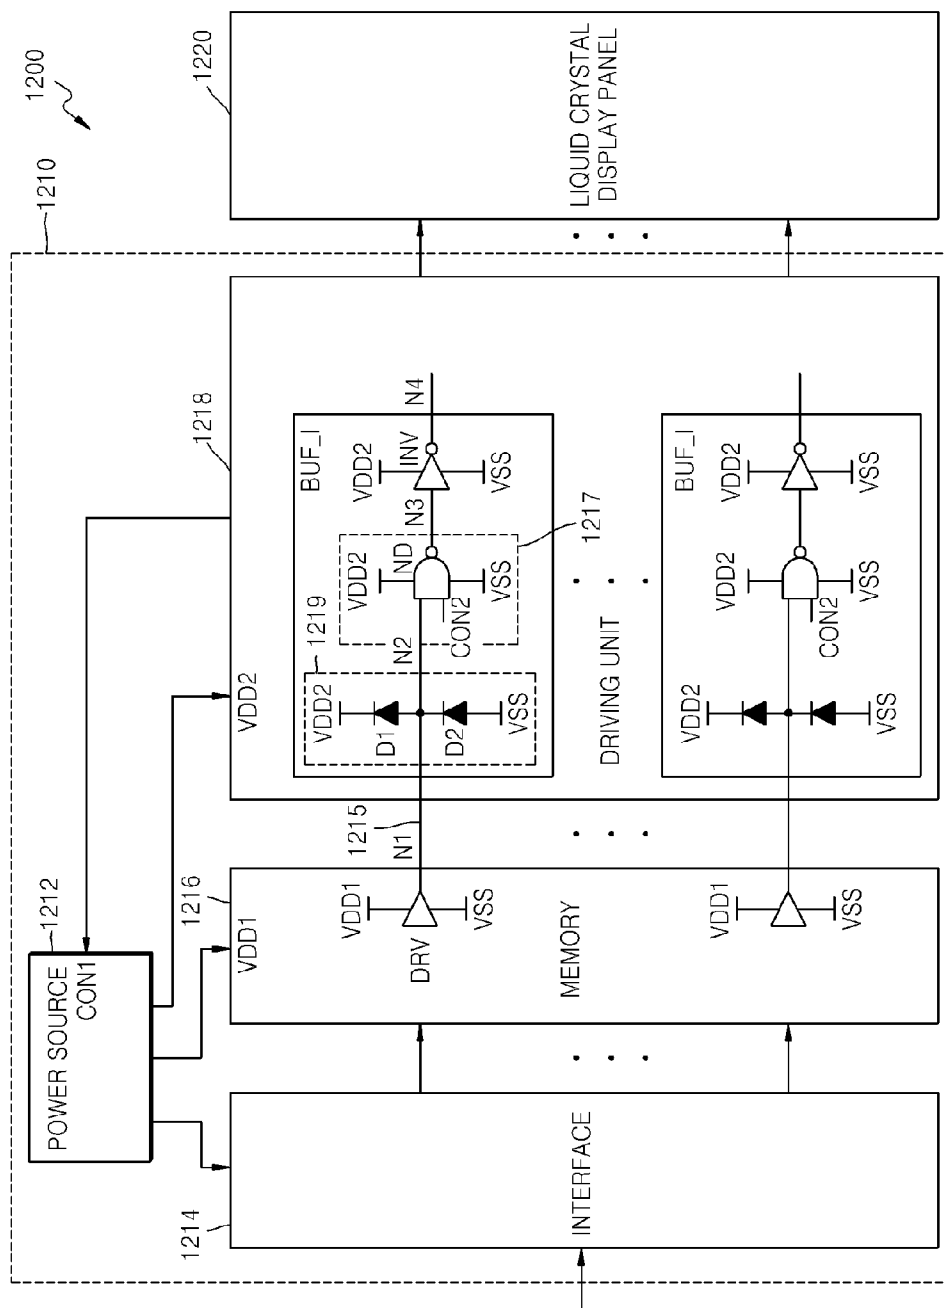 1200
1210
POWER SOURCE
CON1
1212
1214
INTERFACE
1216
VDD1
MEMORY
VDD1
DRV
VSS
VDD1
VSS
N1
1215
1218
VDD2
DRIVING UNIT
BUF_I
1219
VDD2
D1
D2
VSS
N2
1217
VDD2
ND
CON2
VSS
N3
VDD2
INV
VSS
N4
BUF_I
VDD2
VSS
VDD2
CON2
VSS
VDD2
VSS
1220
LIQUID CRYSTAL
DISPLAY PANEL